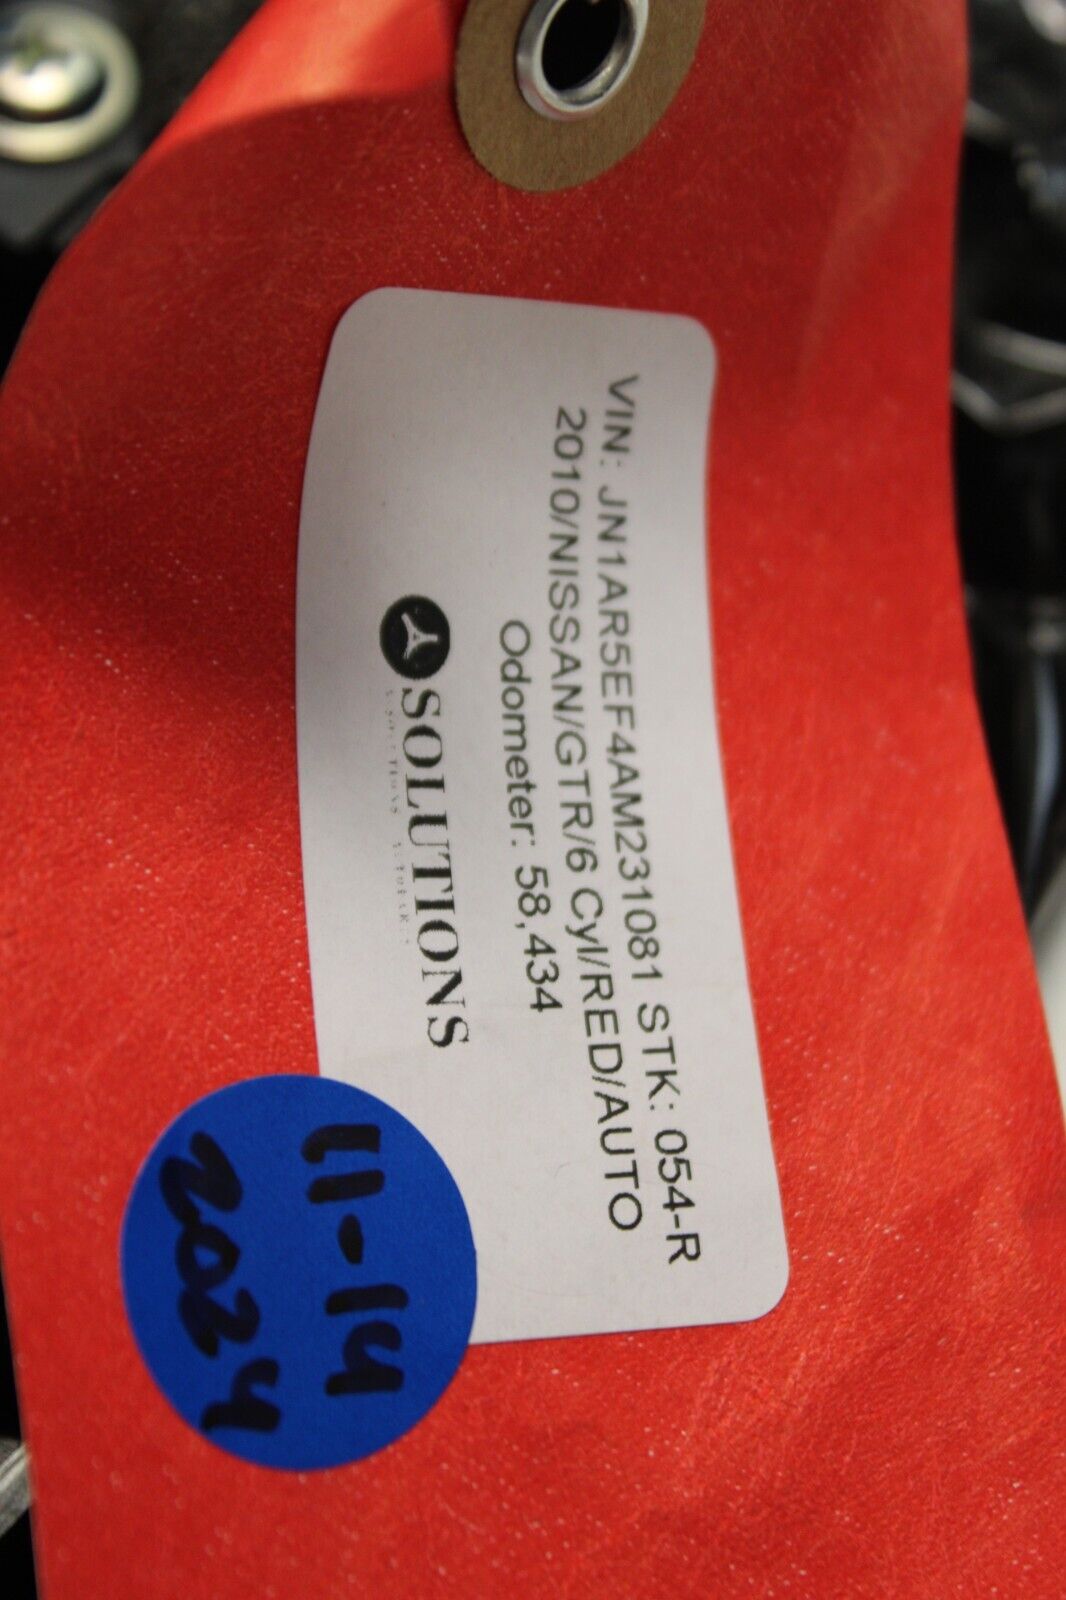 VIN: JN1AR5EF4AM231081 STK: 054-R
2010/NISSAN/GTR/6 Cyl/RED/AUTO
Odometer: 58,434
SOLUTIONS
11-14
2024